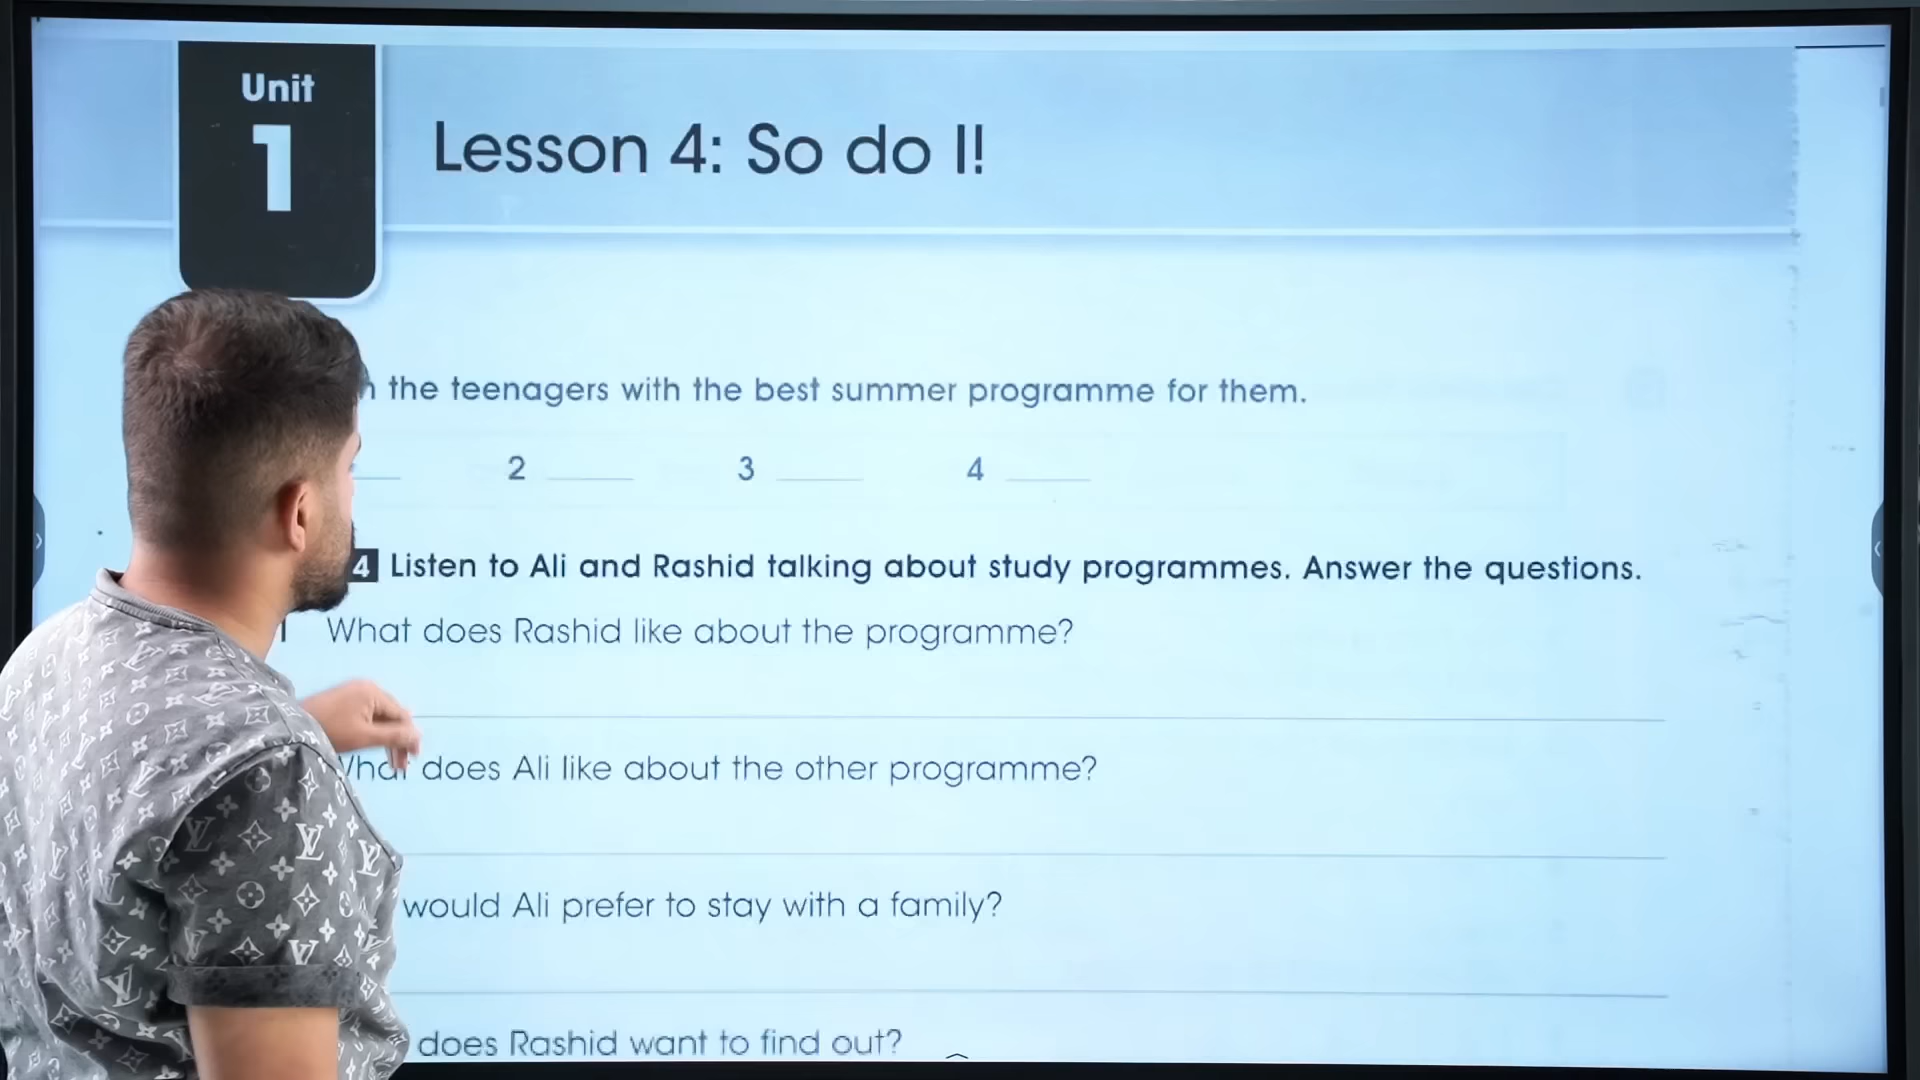 Unit
1
Lesson 4: So do I!
the teenagers with the best summer programme for them.
2 3 4
4 Listen to Ali and Rashid talking about study programmes. Answer the questions.
What does Rashid like about the programme?
What does Ali like about the other programme?
would Ali prefer to stay with a family?
does Rashid want to find out?